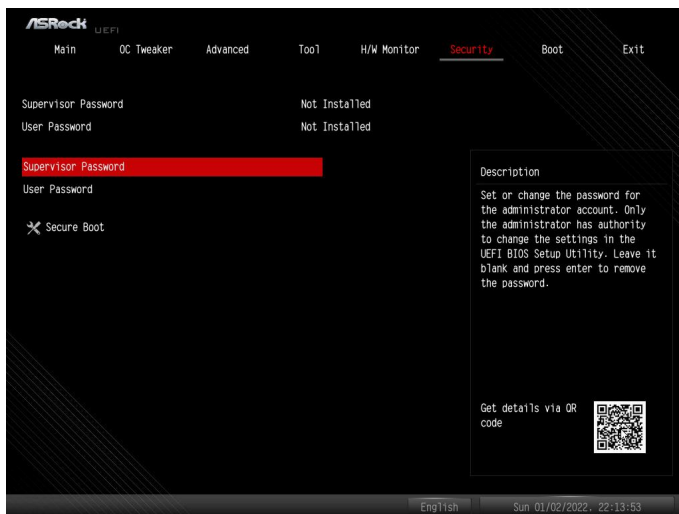 ASRock UEFI
Main OC Tweaker Advanced Tool H/W Monitor Security Boot Exit
Supervisor Password Not Installed
User Password Not Installed
Supervisor Password
User Password
Secure Boot
Description
Set or change the password for
the administrator account. Only
the administrator has authority
to change the settings in the
UEFI BIOS Setup Utility. Leave it
blank and press enter to remove
the password.
Get details via QR
code
English Sun 01/02/2022, 22:13:53